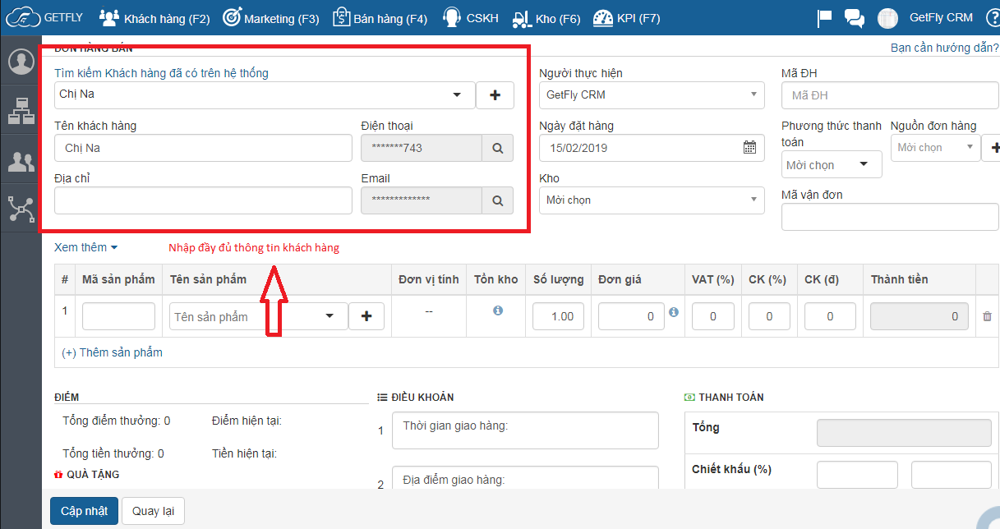 GETFLY Khách hàng (F2) Marketing (F3) Bán hàng (F4) CSKH Kho (F6) KPI (F7) GetFly CRM ?
ĐƠN HÀNG BÁN Bạn cần hướng dẫn?
Tìm kiếm Khách hàng đã có trên hệ thống Người thực hiện Mã ĐH
Chị Na + GetFly CRM Mã ĐH
Tên khách hàng Điện thoại Ngày đặt hàng Phương thức thanh toán Nguồn đơn hàng
Chị Na *******743 15/02/2019 Mời chọn Mời chọn +
Địa chỉ Email Kho Mã vận đơn
************* Mời chọn
Xem thêm Nhập đầy đủ thông tin khách hàng
# Mã sản phẩm Tên sản phẩm Đơn vị tính Tồn kho Số lượng Đơn giá VAT (%) CK (%) CK (đ) Thành tiền
1 Tên sản phẩm + -- 1.00 0 0 0 0 0
(+) Thêm sản phẩm
ĐIỂM ĐIỀU KHOẢN THANH TOÁN
Tổng điểm thưởng: 0 Điểm hiện tại: 1 Thời gian giao hàng: Tổng
Tổng tiền thưởng: 0 Tiền hiện tại:
QUÀ TẶNG 2 Địa điểm giao hàng: Chiết khấu (%)
Cập nhật Quay lại